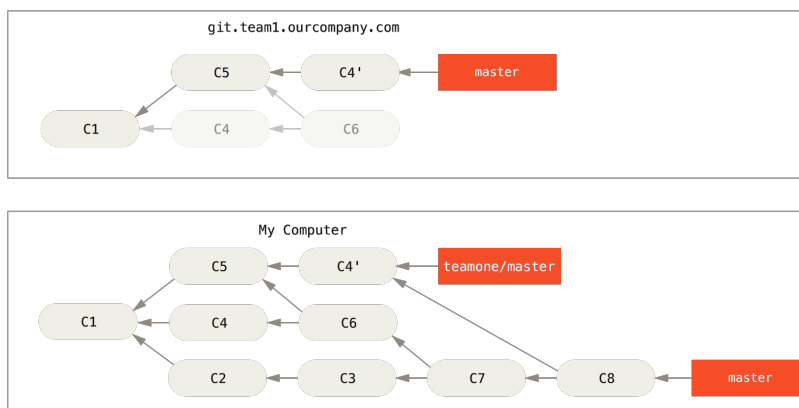 git.team1.ourcompany.com
C5 C4' master
C1 C4 C6
My Computer
C5 C4' teamone/master
C1 C4 C6
C2 C3 C7 C8 master